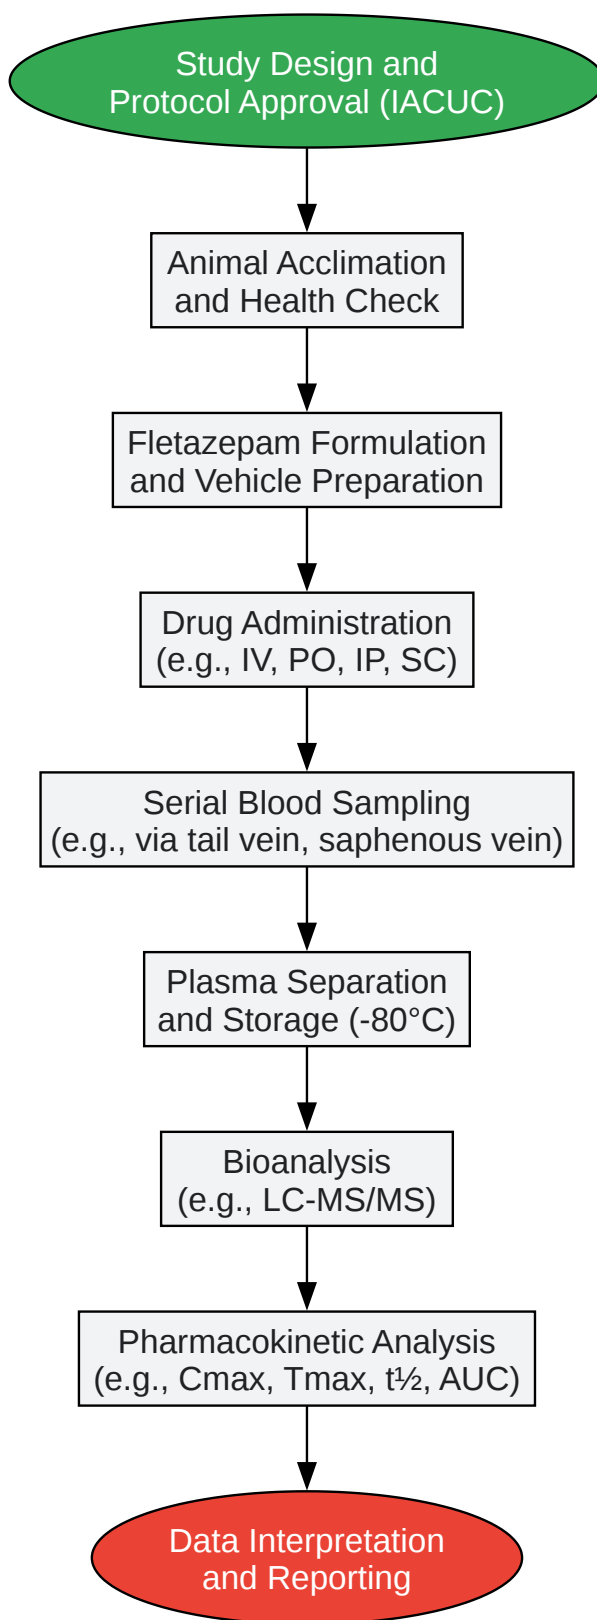 Study Design and
Protocol Approval (IACUC)
Animal Acclimation
and Health Check
Fletazepam Formulation
and Vehicle Preparation
Drug Administration
(e.g., IV, PO, IP, SC)
Serial Blood Sampling
(e.g., via tail vein, saphenous vein)
Plasma Separation
and Storage (-80°C)
Bioanalysis
(e.g., LC-MS/MS)
Pharmacokinetic Analysis
(e.g., Cmax, Tmax, t½, AUC)
Data Interpretation
and Reporting